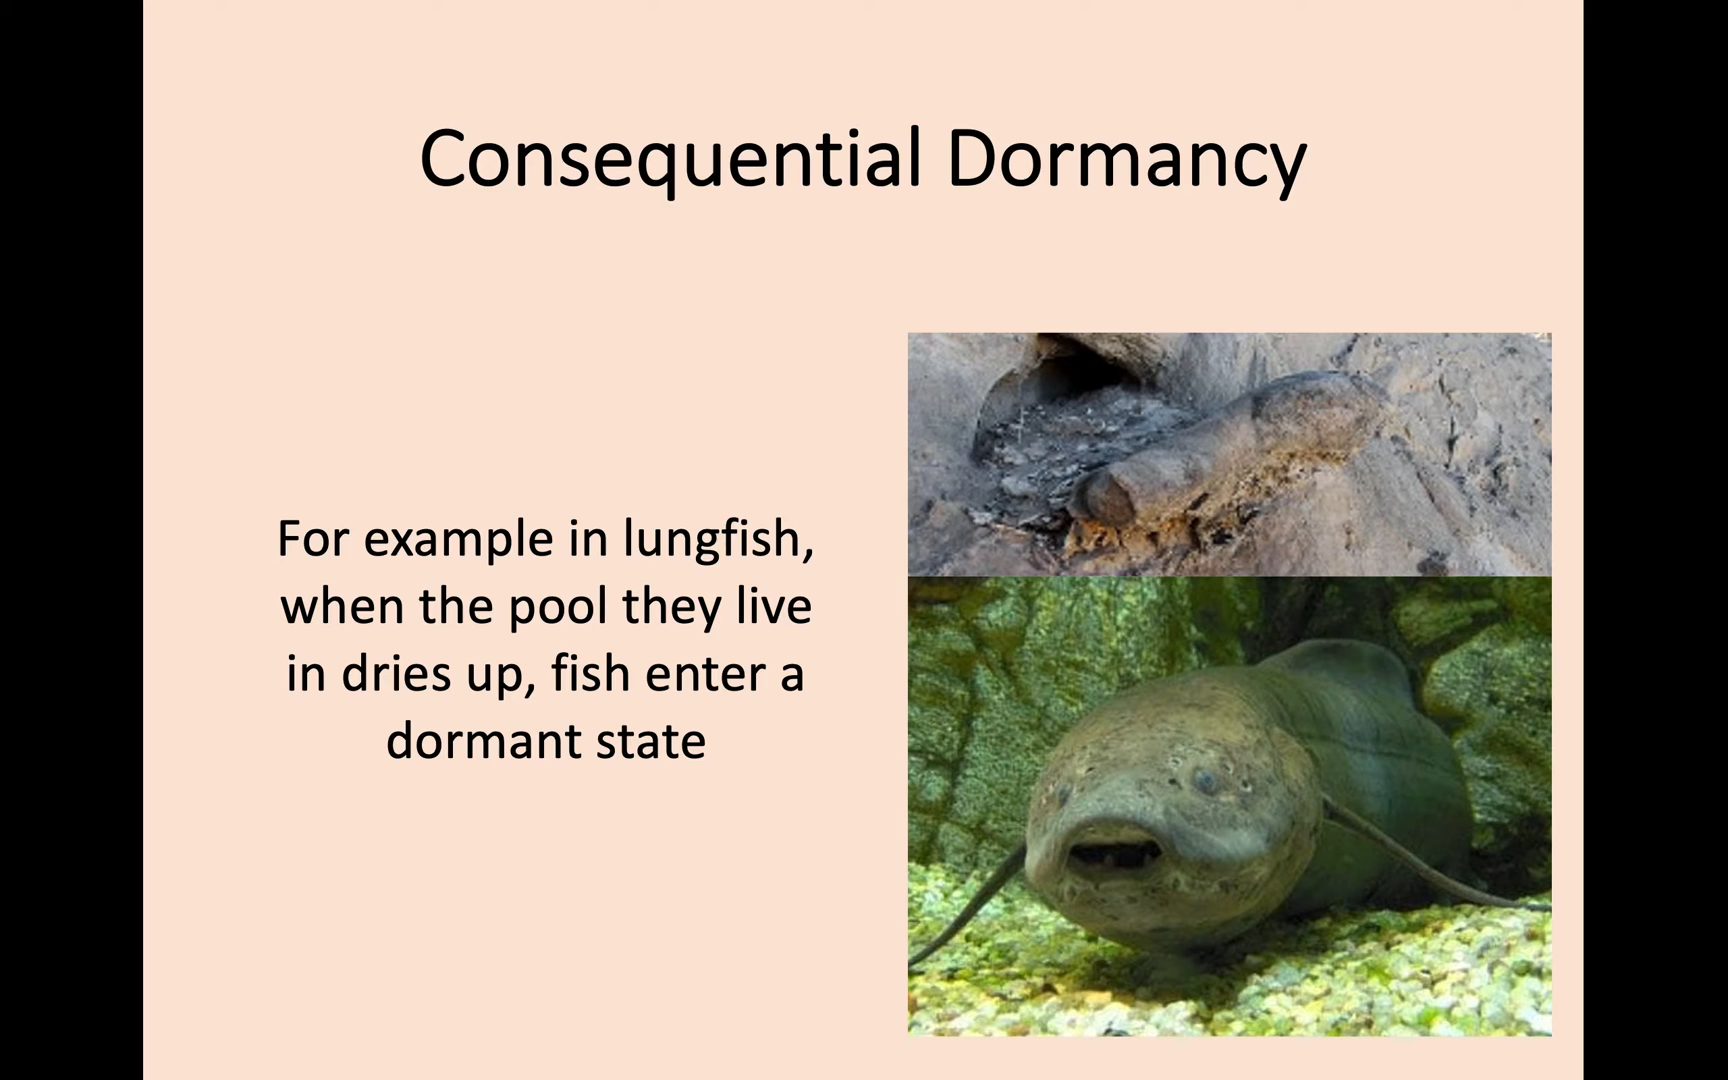 Consequential Dormancy
For example in lungfish,
when the pool they live
in dries up, fish enter a
dormant state